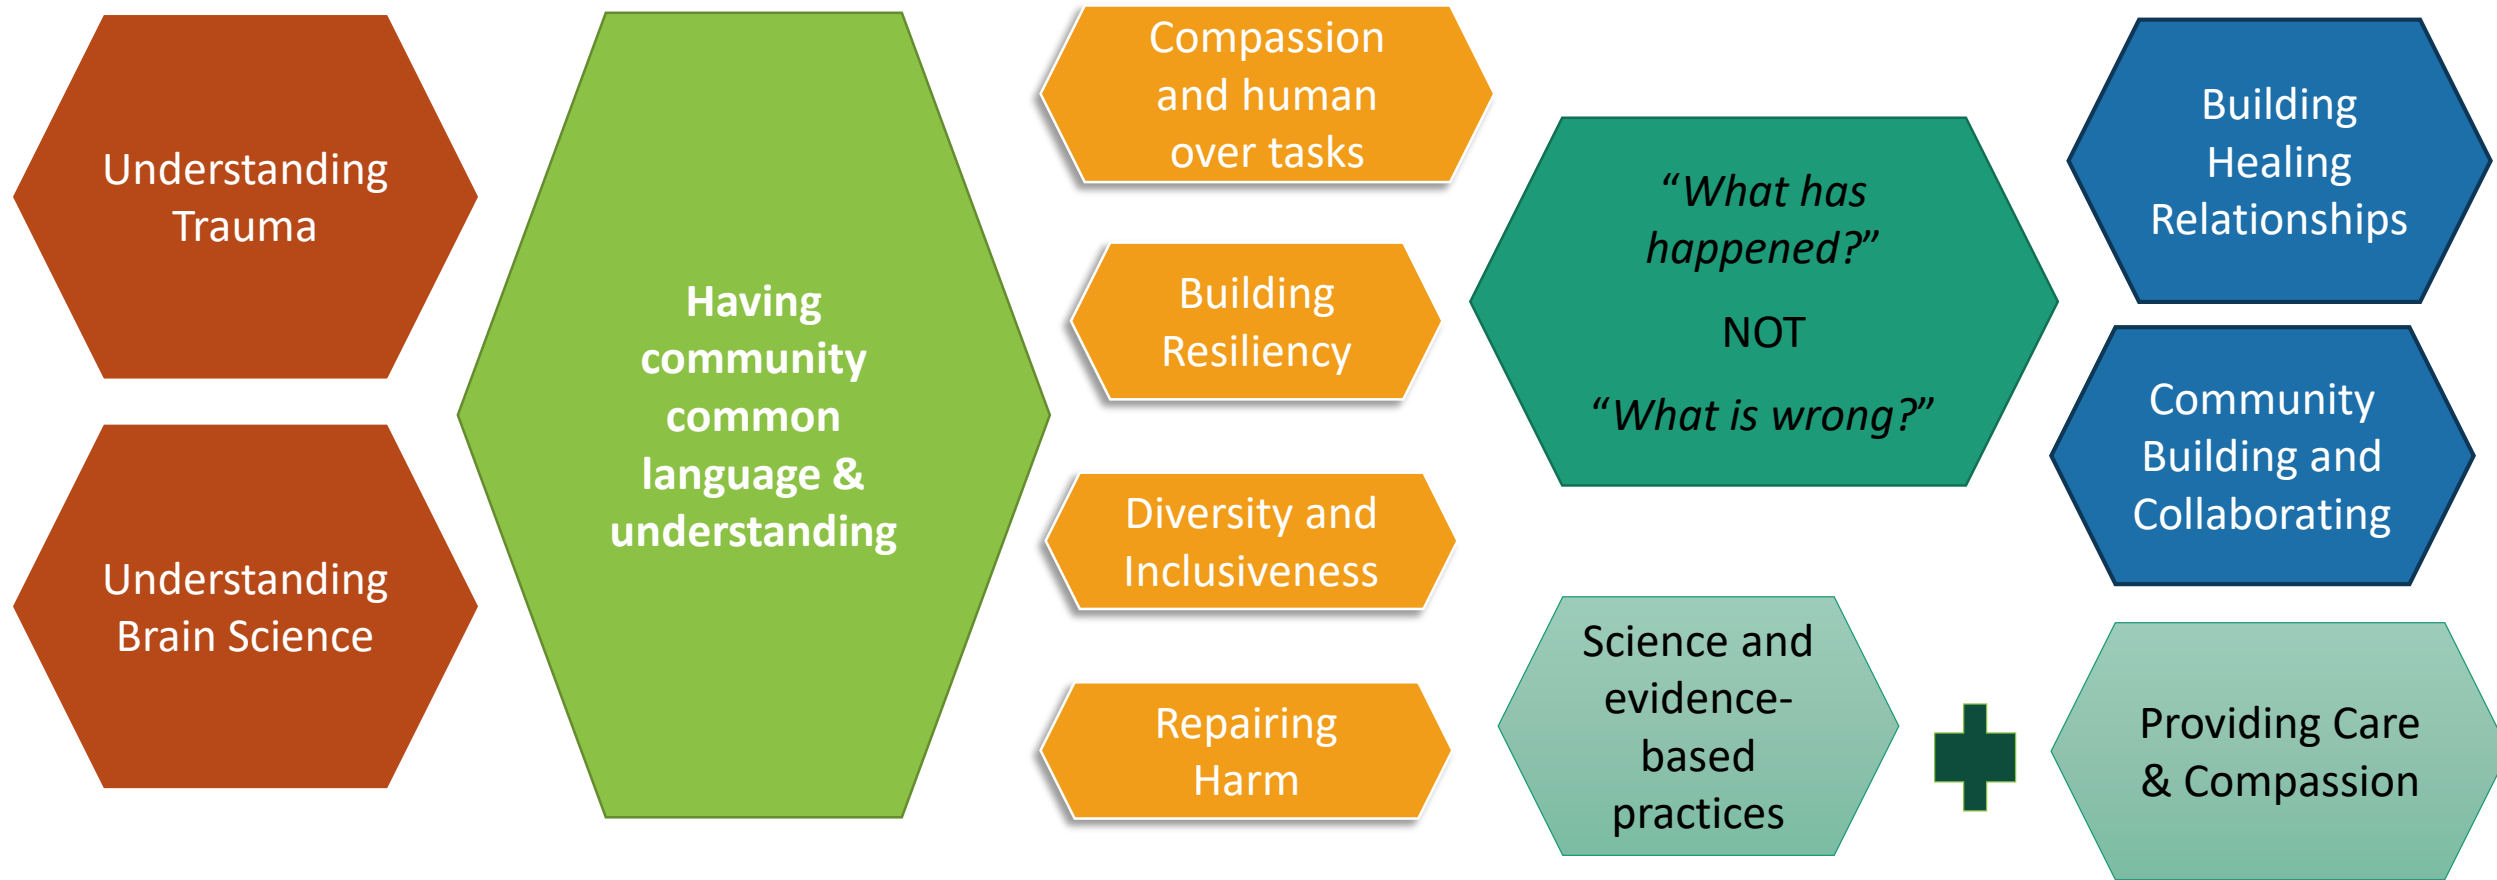 Understanding
Trauma
Understanding
Brain Science
Having
community
common
language &
understanding
Compassion
and human
over tasks
Building
Resiliency
Diversity and
Inclusiveness
Repairing
Harm
“What has
happened?”
NOT
“What is wrong?”
Science and
evidence-
based
practices
Building
Healing
Relationships
Community
Building and
Collaborating
Providing Care
& Compassion